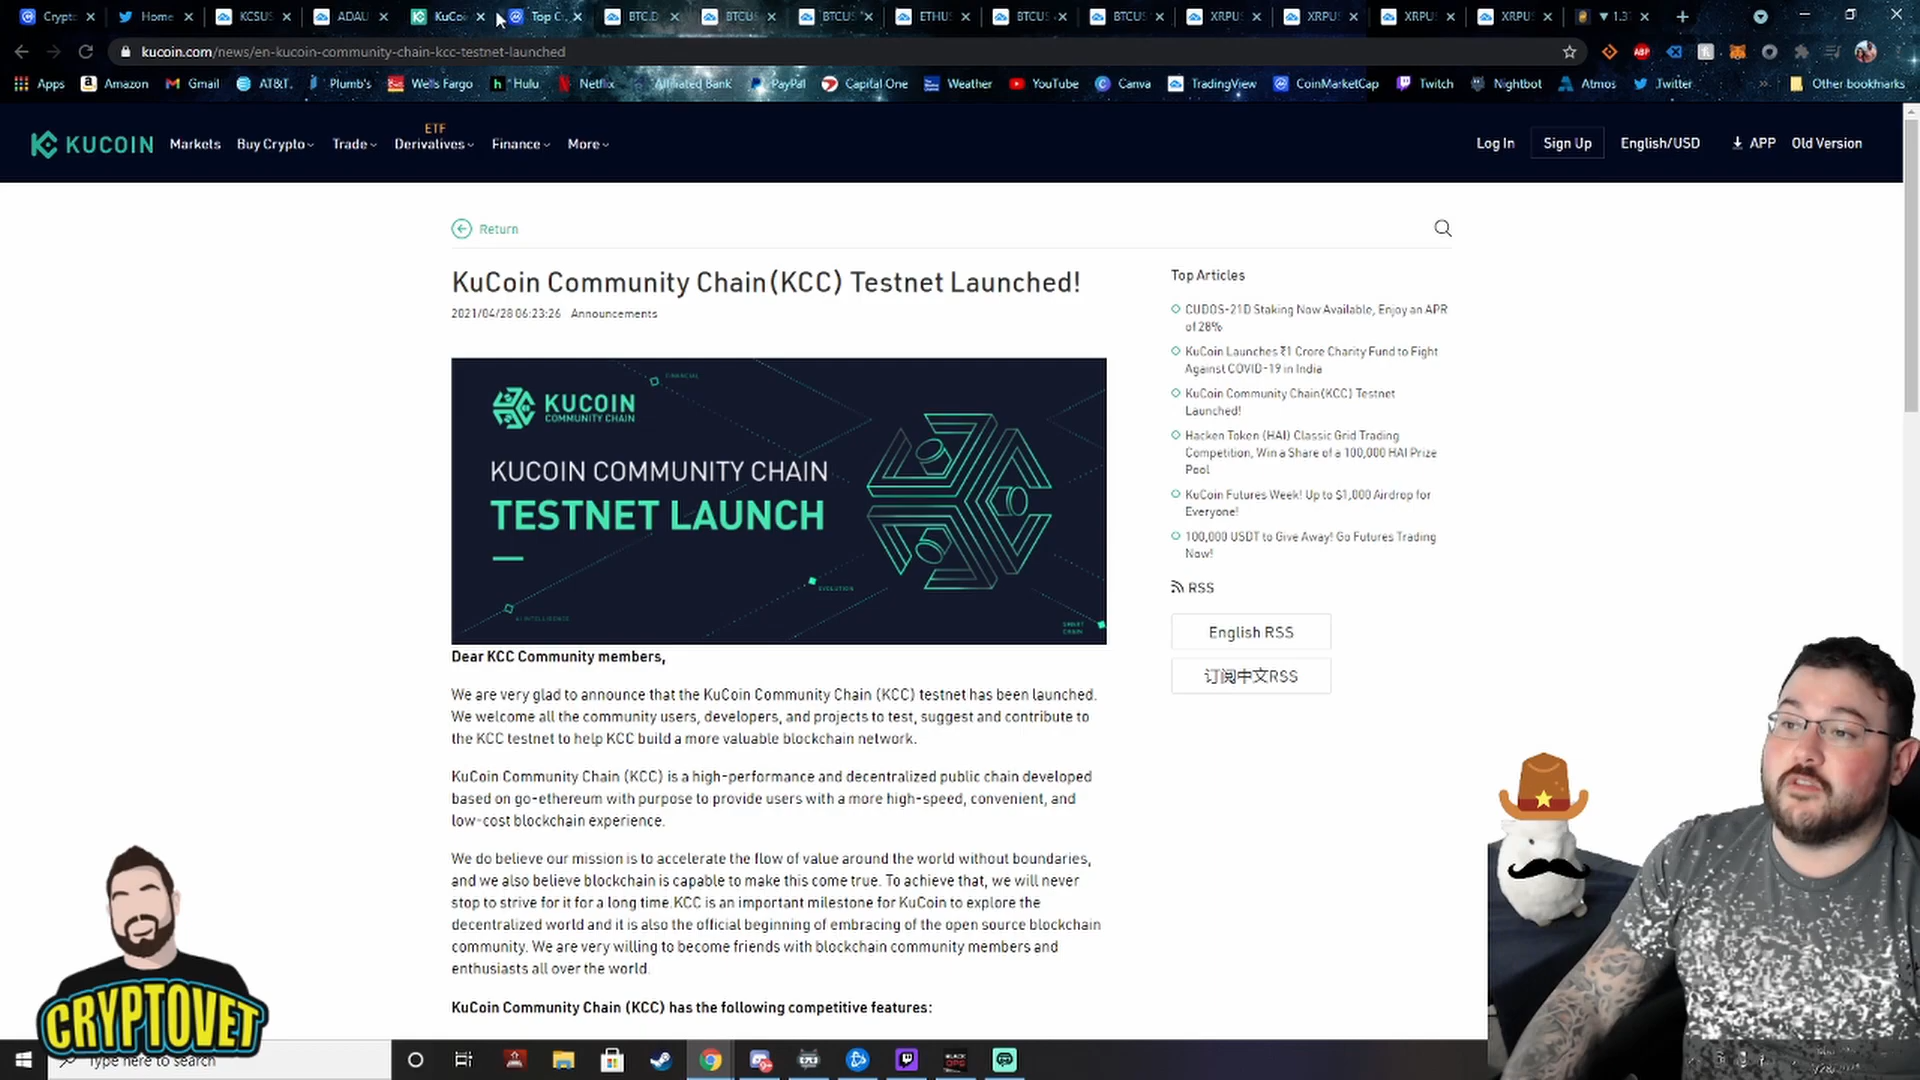 Crypto
Home
KCSUS
ADAU
KuCoi
Top C
BTC.D
BTCUS
BTCUS
ETHUS
BTCUS
BTCUS
XRPUS
XRPUS
XRPUS
XRPUS
kucoin.com/news/en-kucoin-community-chain-kcc-testnet-launched
Apps Amazon Gmail AT&T. Plumb's Wells Fargo Hulu Netflix Affiliated Bank PayPal Capital One Weather YouTube Canva TradingView CoinMarketCap Twitch Nightbot Atmos Twitter » Other bookmarks
KUCOIN Markets Buy Crypto Trade Derivatives Finance More Log In Sign Up English/USD APP Old Version
ETF
Return
KuCoin Community Chain(KCC) Testnet Launched!
2021/04/28 06:23:26 Announcements
FINANCIAL
KUCOIN
COMMUNITY CHAIN
KUCOIN COMMUNITY CHAIN
TESTNET LAUNCH
EVOLUTION
AI INTELLIGENCE
SMART
CHAIN
Dear KCC Community members,
We are very glad to announce that the KuCoin Community Chain (KCC) testnet has been launched.
We welcome all the community users, developers, and projects to test, suggest and contribute to
the KCC testnet to help KCC build a more valuable blockchain network.
KuCoin Community Chain (KCC) is a high-performance and decentralized public chain developed
based on go-ethereum with purpose to provide users with a more high-speed, convenient, and
low-cost blockchain experience.
We do believe our mission is to accelerate the flow of value around the world without boundaries,
and we also believe blockchain is capable to make this come true. To achieve that, we will never
stop to strive for it for a long time.KCC is an important milestone for KuCoin to explore the
decentralized world and it is also the official beginning of embracing of the open source blockchain
community. We are very willing to become friends with blockchain community members and
enthusiasts all over the world.
KuCoin Community Chain (KCC) has the following competitive features:
Top Articles
CUDOS-21D Staking Now Available, Enjoy an APR
of 28%
KuCoin Launches ₹1 Crore Charity Fund to Fight
Against COVID-19 in India
KuCoin Community Chain(KCC) Testnet
Launched!
Hacken Token (HAI) Classic Grid Trading
Competition, Win a Share of a 100,000 HAI Prize
Pool
KuCoin Futures Week! Up to $1,000 Airdrop for
Everyone!
100,000 USDT to Give Away! Go Futures Trading
Now!
RSS
English RSS
订阅中文RSS
CRYPTOVET
Type here to search